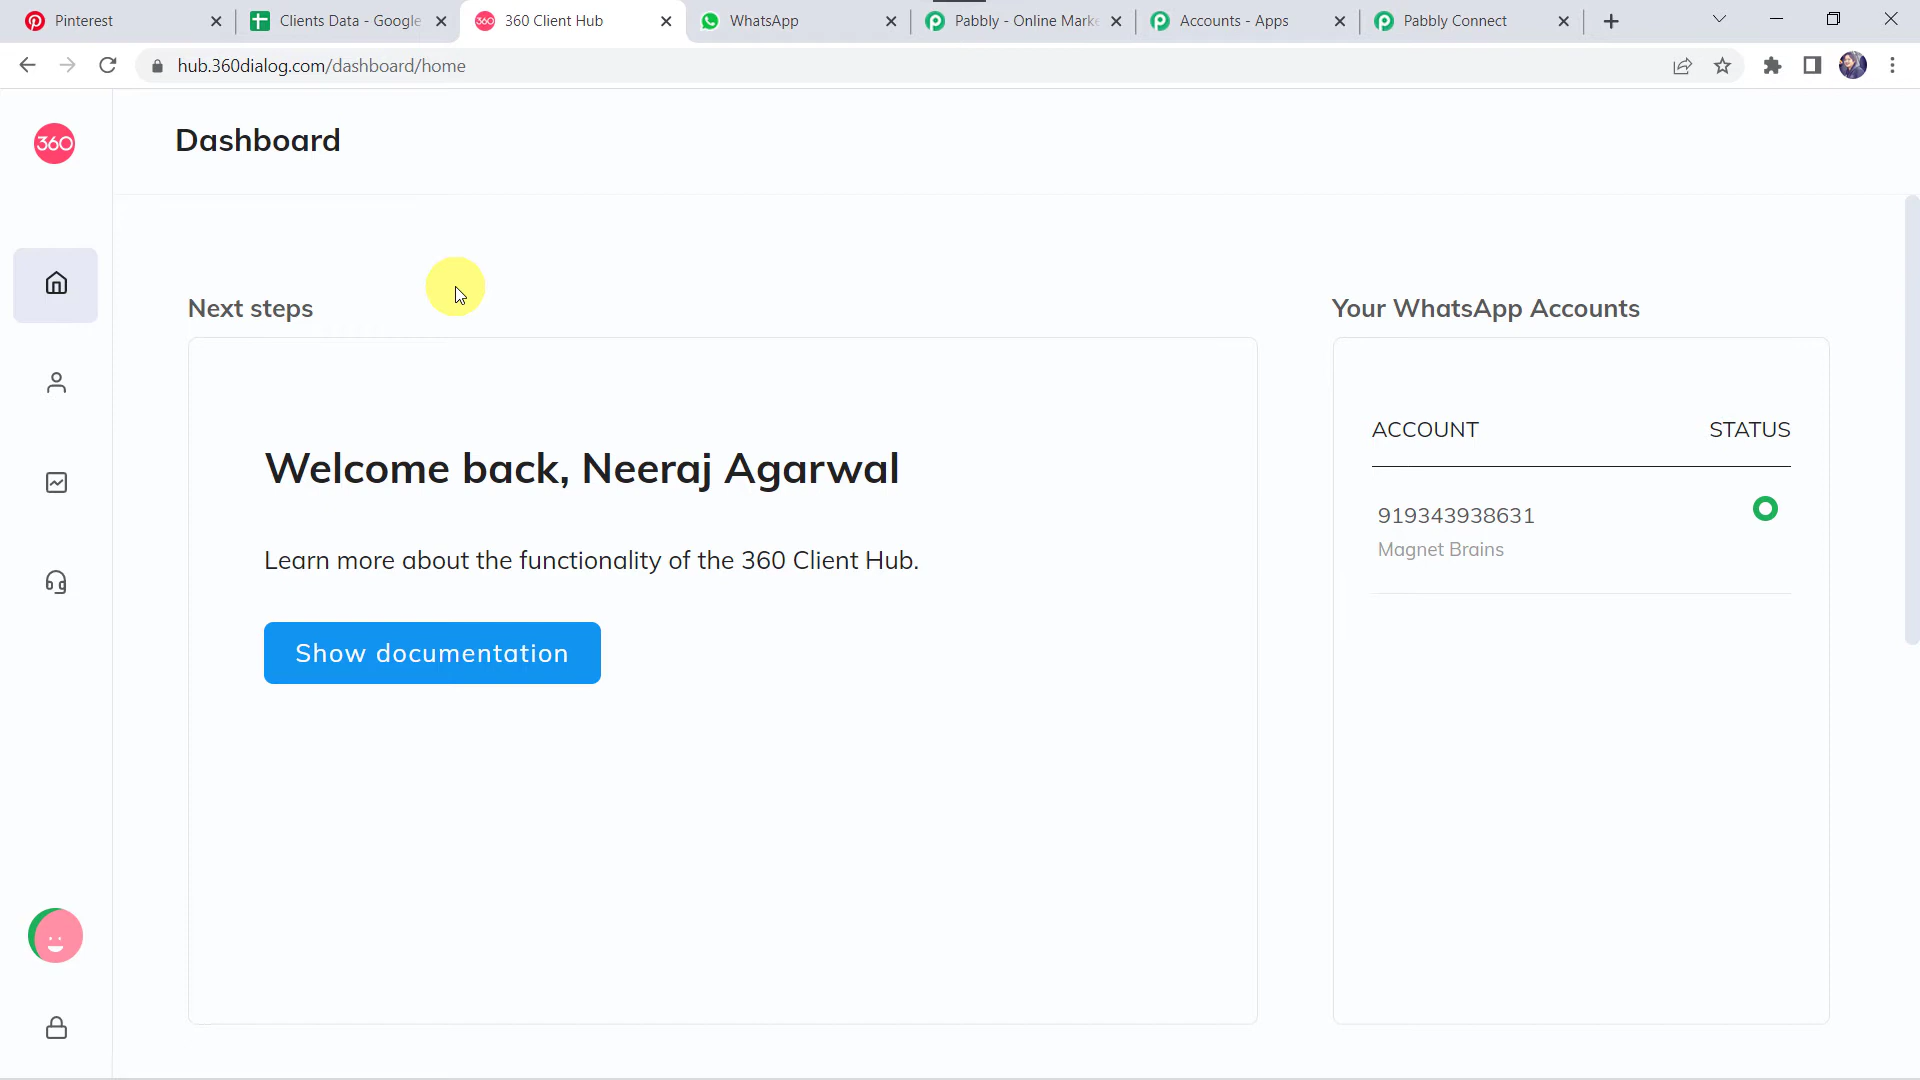 Pinterest
Clients Data - Google
360 Client Hub
WhatsApp
Pabbly - Online Marke
Accounts - Apps
Pabbly Connect
hub.360dialog.com/dashboard/home
360
Dashboard
Next steps
Your WhatsApp Accounts
Welcome back, Neeraj Agarwal
Learn more about the functionality of the 360 Client Hub.
Show documentation
ACCOUNT STATUS
919343938631
Magnet Brains